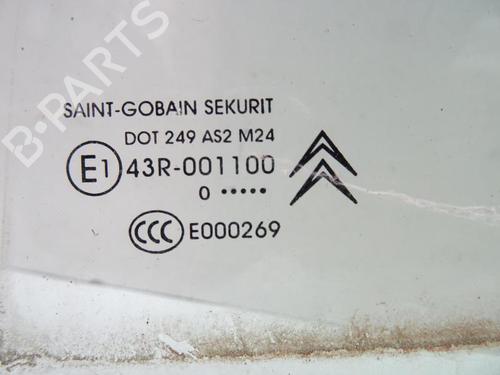 B-PARTS
SAINT-GOBAIN SEKURIT
DOT 249 AS2 M24
E1 43R-001100
0 •••••
CCC E000269